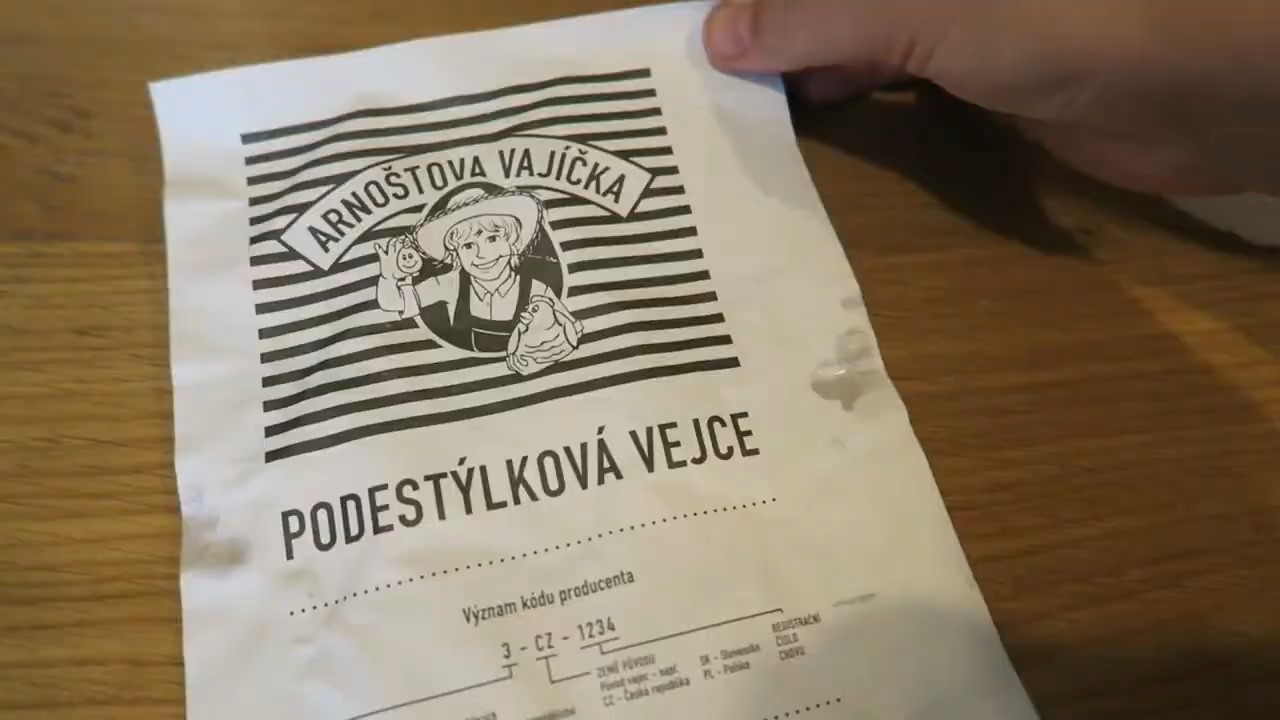 ARNOŠTOVA VAJÍČKA
PODESTÝLKOVÁ VEJCE
Význam kódu producenta
3 - CZ - 1234
ZEMĚ PŮVODU
Původ vajec - např.
CZ - Česká republika
SK - Slovensko
PL - Polsko
REGISTRAČNÍ
ČÍSLO
CHOVU